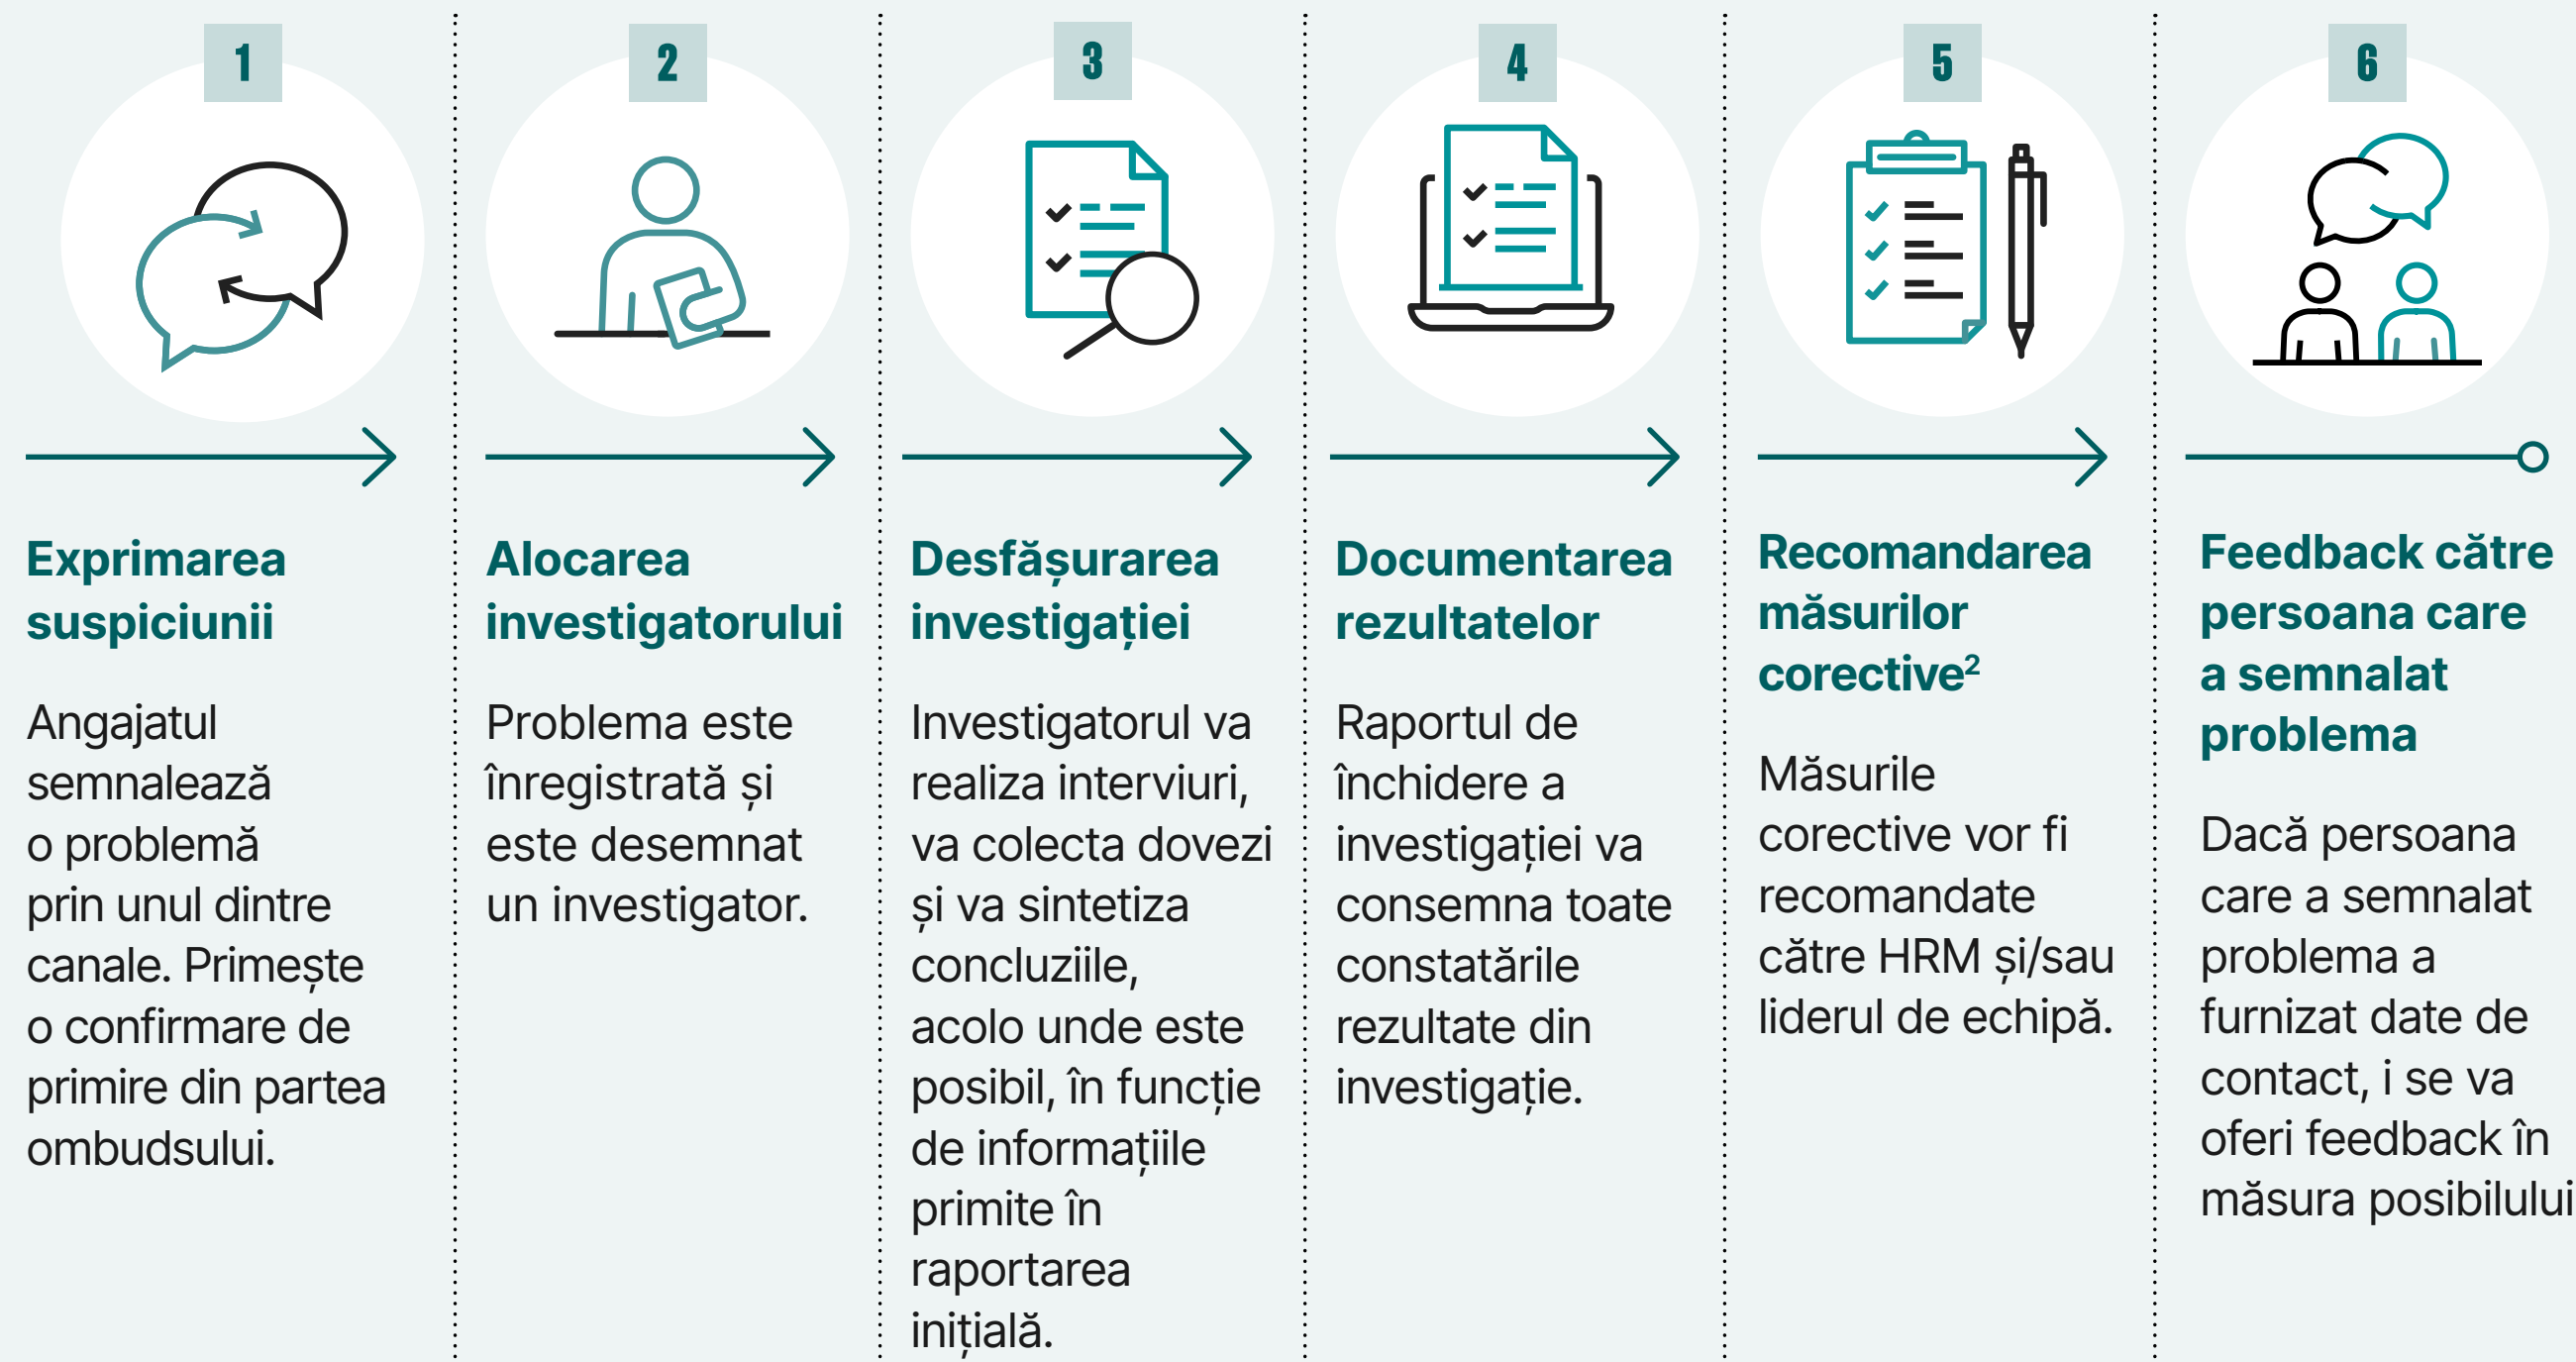 1
Exprimarea
suspiciunii
Angajatul
semnalează
o problemă
prin unul dintre
canale. Primește
o confirmare de
primire din partea
ombudsului.
2
Alocarea
investigatorului
Problema este
înregistrată și
este desemnat
un investigator.
3
Desfășurarea
investigației
Investigatorul va
realiza interviuri,
va colecta dovezi
și va sintetiza
concluziile,
acolo unde este
posibil, în funcție
de informațiile
primite în
raportarea
inițială.
4
Documentarea
rezultatelor
Raportul de
închidere a
investigației va
consemna toate
constatările
rezultate din
investigație.
5
Recomandarea
măsurilor
corective²
Măsurile
corective vor fi
recomandate
către HRM și/sau
liderul de echipă.
6
Feedback către
persoana care
a semnalat
problema
Dacă persoana
care a semnalat
problema a
furnizat date de
contact, i se va
oferi feedback în
măsura posibilului